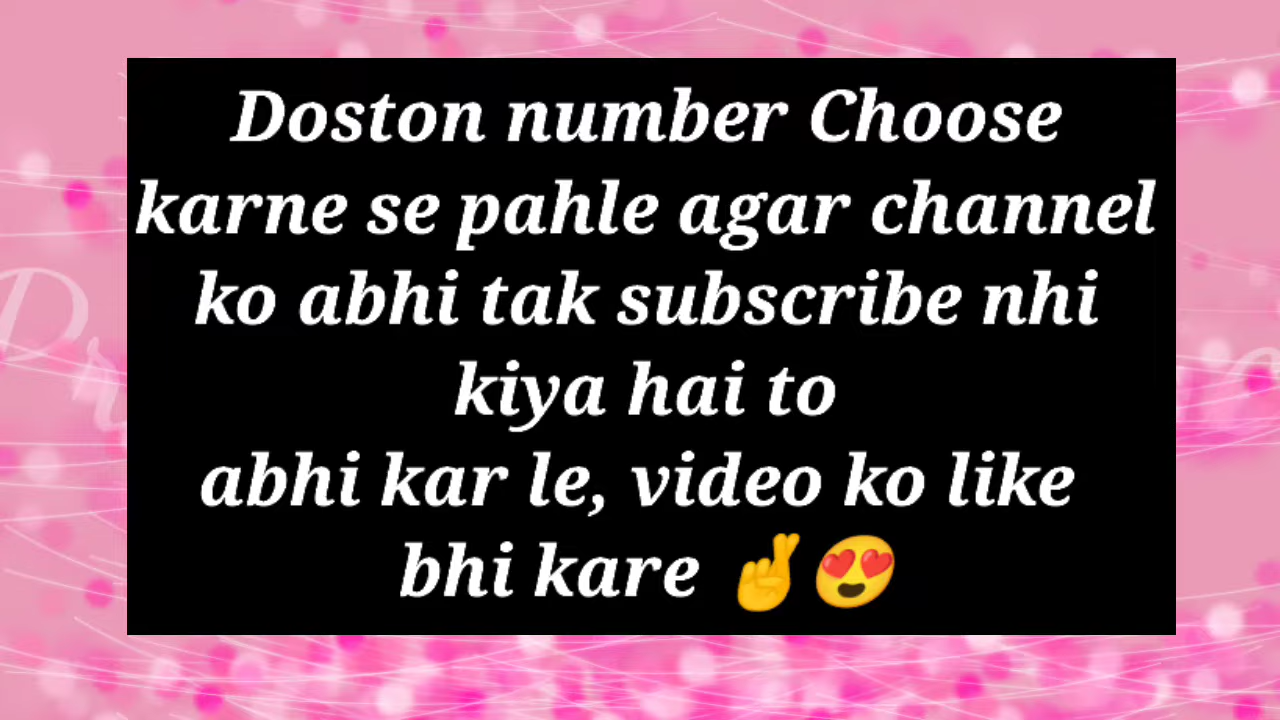 Doston number Choose
karne se pahle agar channel
ko abhi tak subscribe nhi
kiya hai to
abhi kar le, video ko like
bhi kare 🤞😍